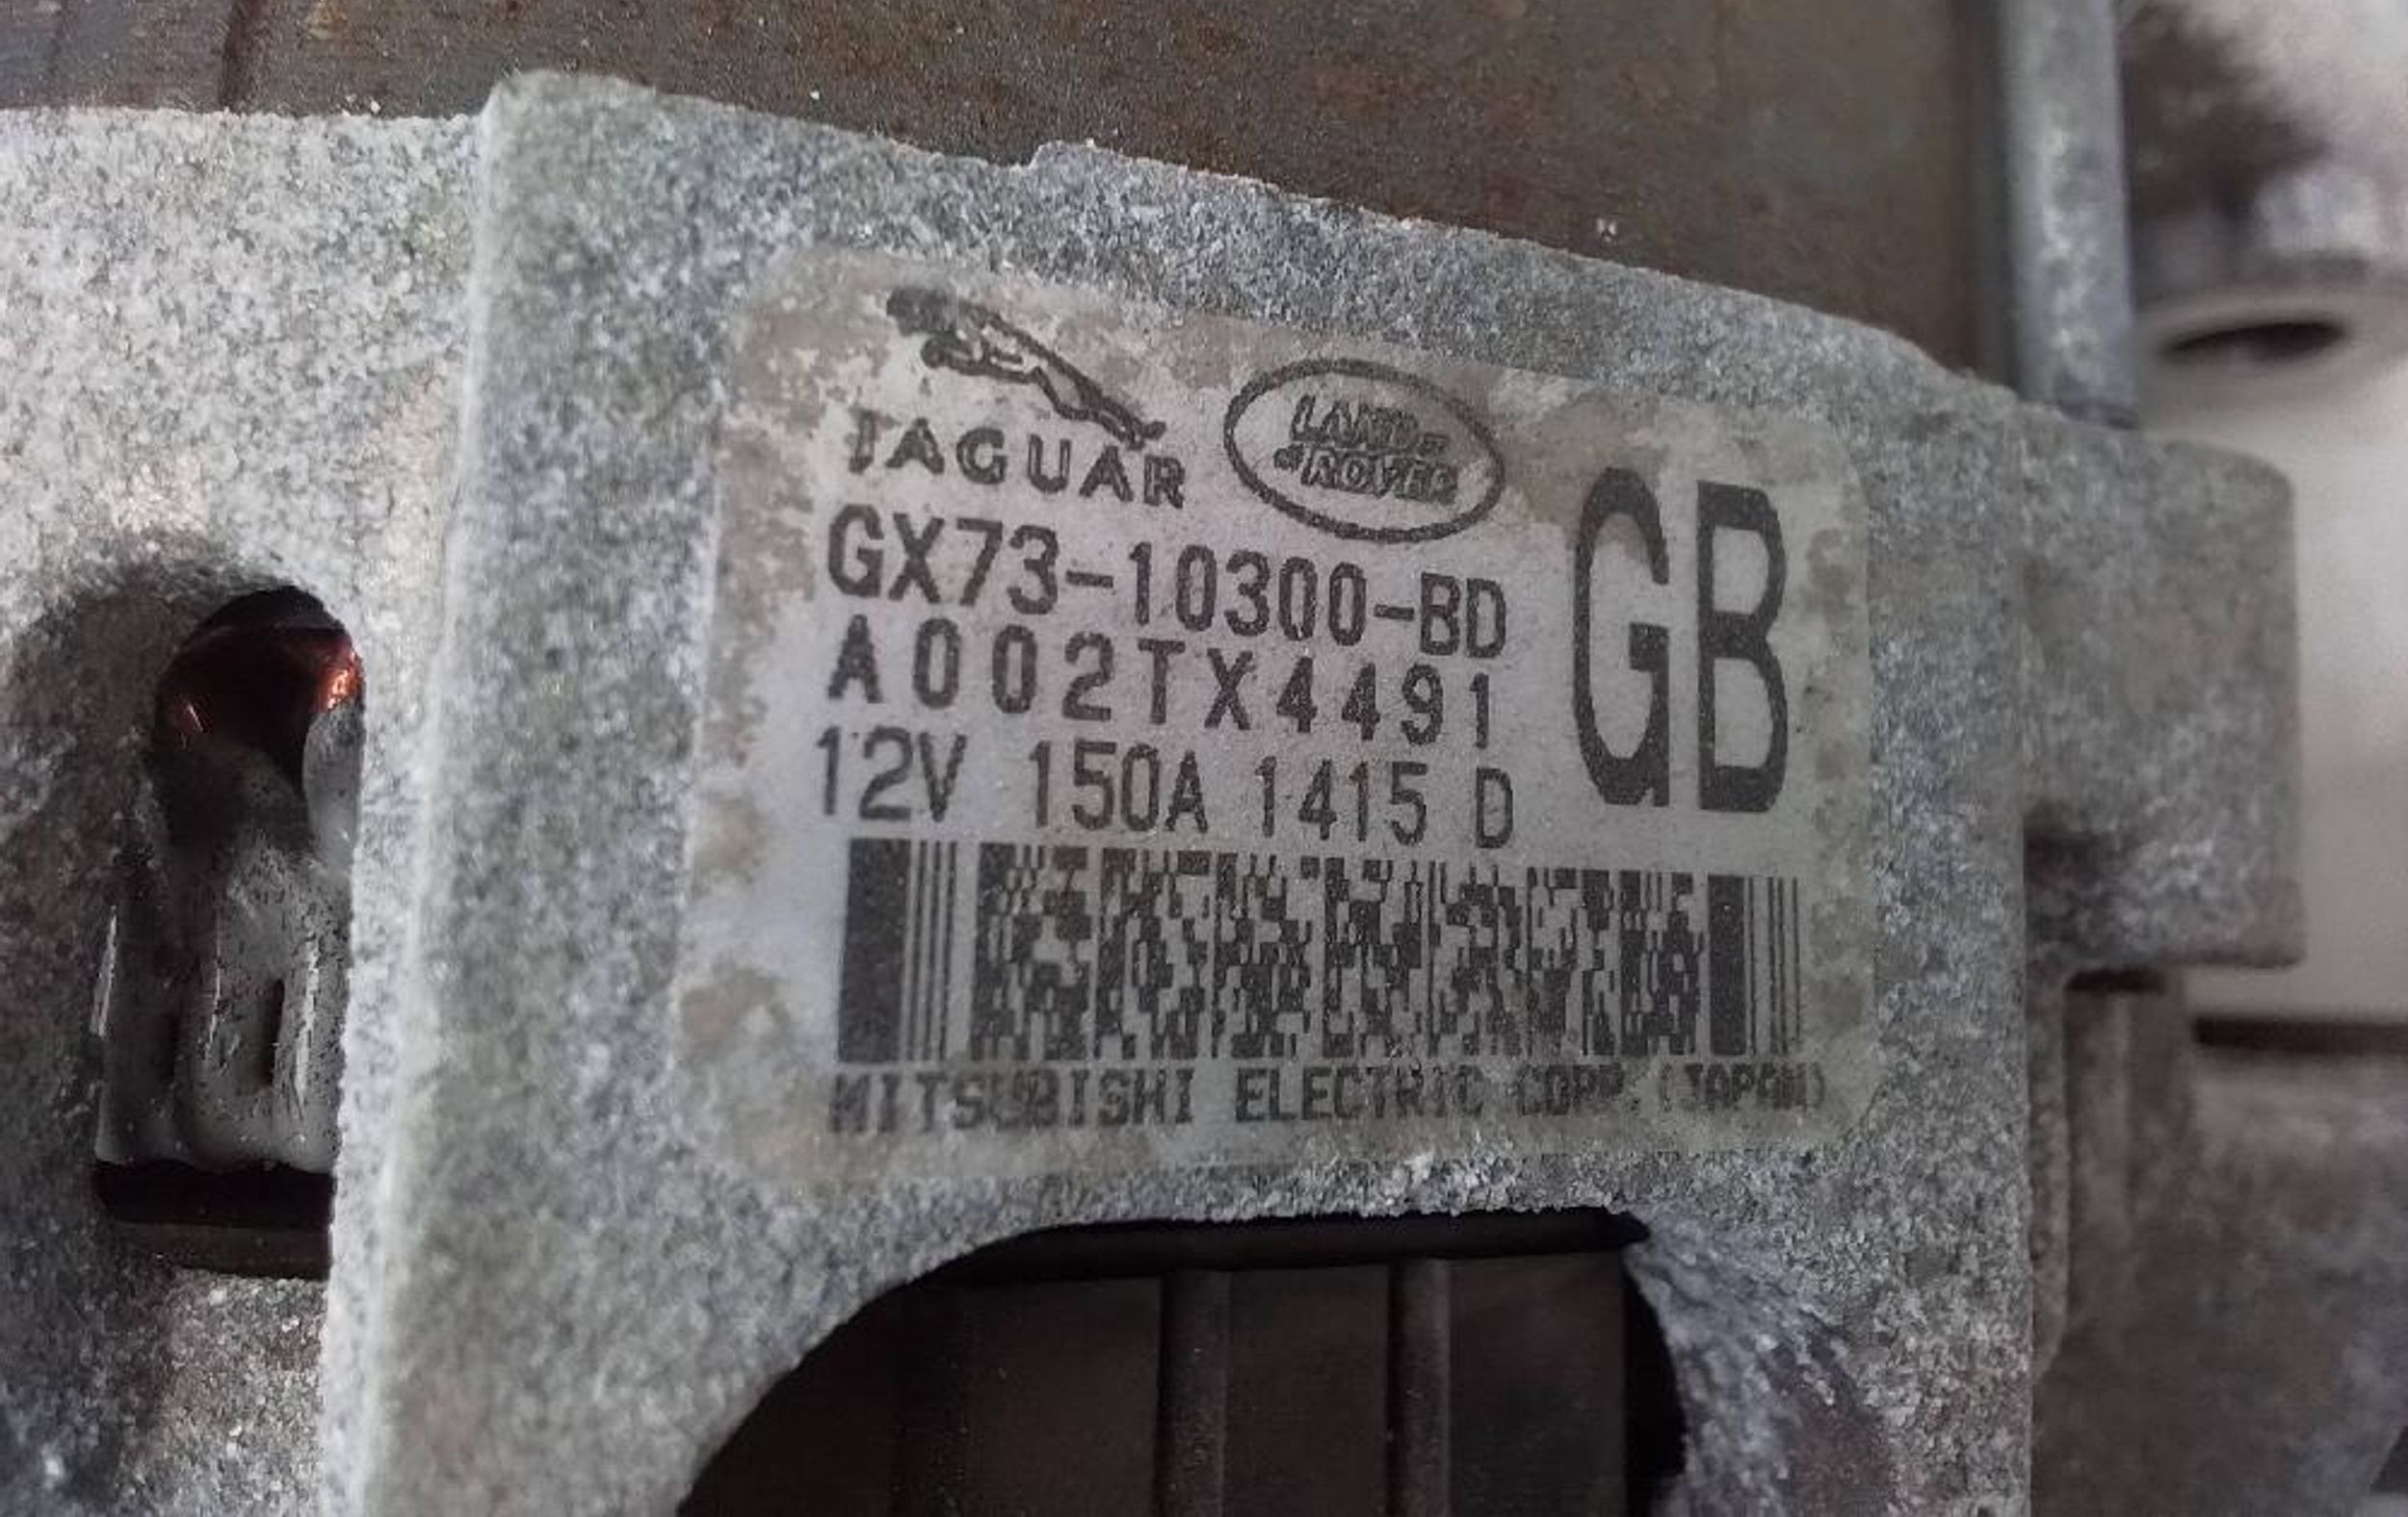 JAGUAR
LAND ROVER
GX73-10300-BD
GB
A002TX4491
12V 150A 1415 D
MITSUBISHI ELECTRIC CORP.(JAPAN)